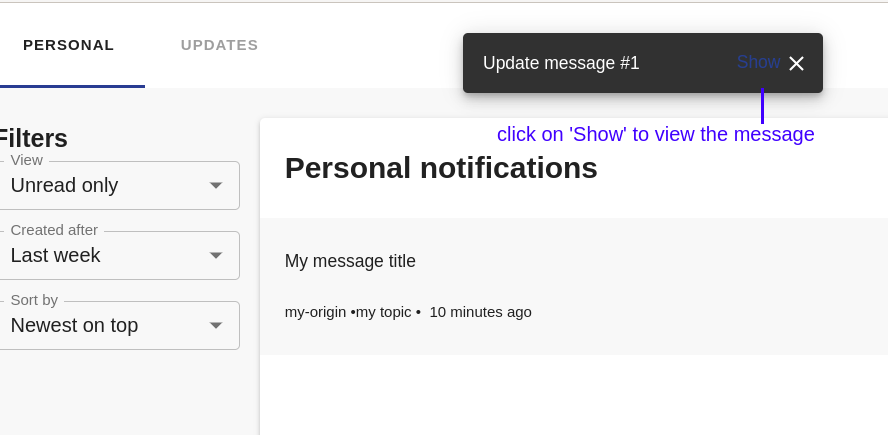 PERSONAL UPDATES
Update message #1 Show
click on 'Show' to view the message
Filters
View
Unread only
Created after
Last week
Sort by
Newest on top
Personal notifications
My message title
my-origin •my topic • 10 minutes ago